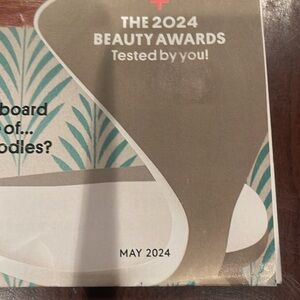 +
THE 2024
BEAUTY AWARDS
Tested by you!
board
of...
odles?
MAY 2024